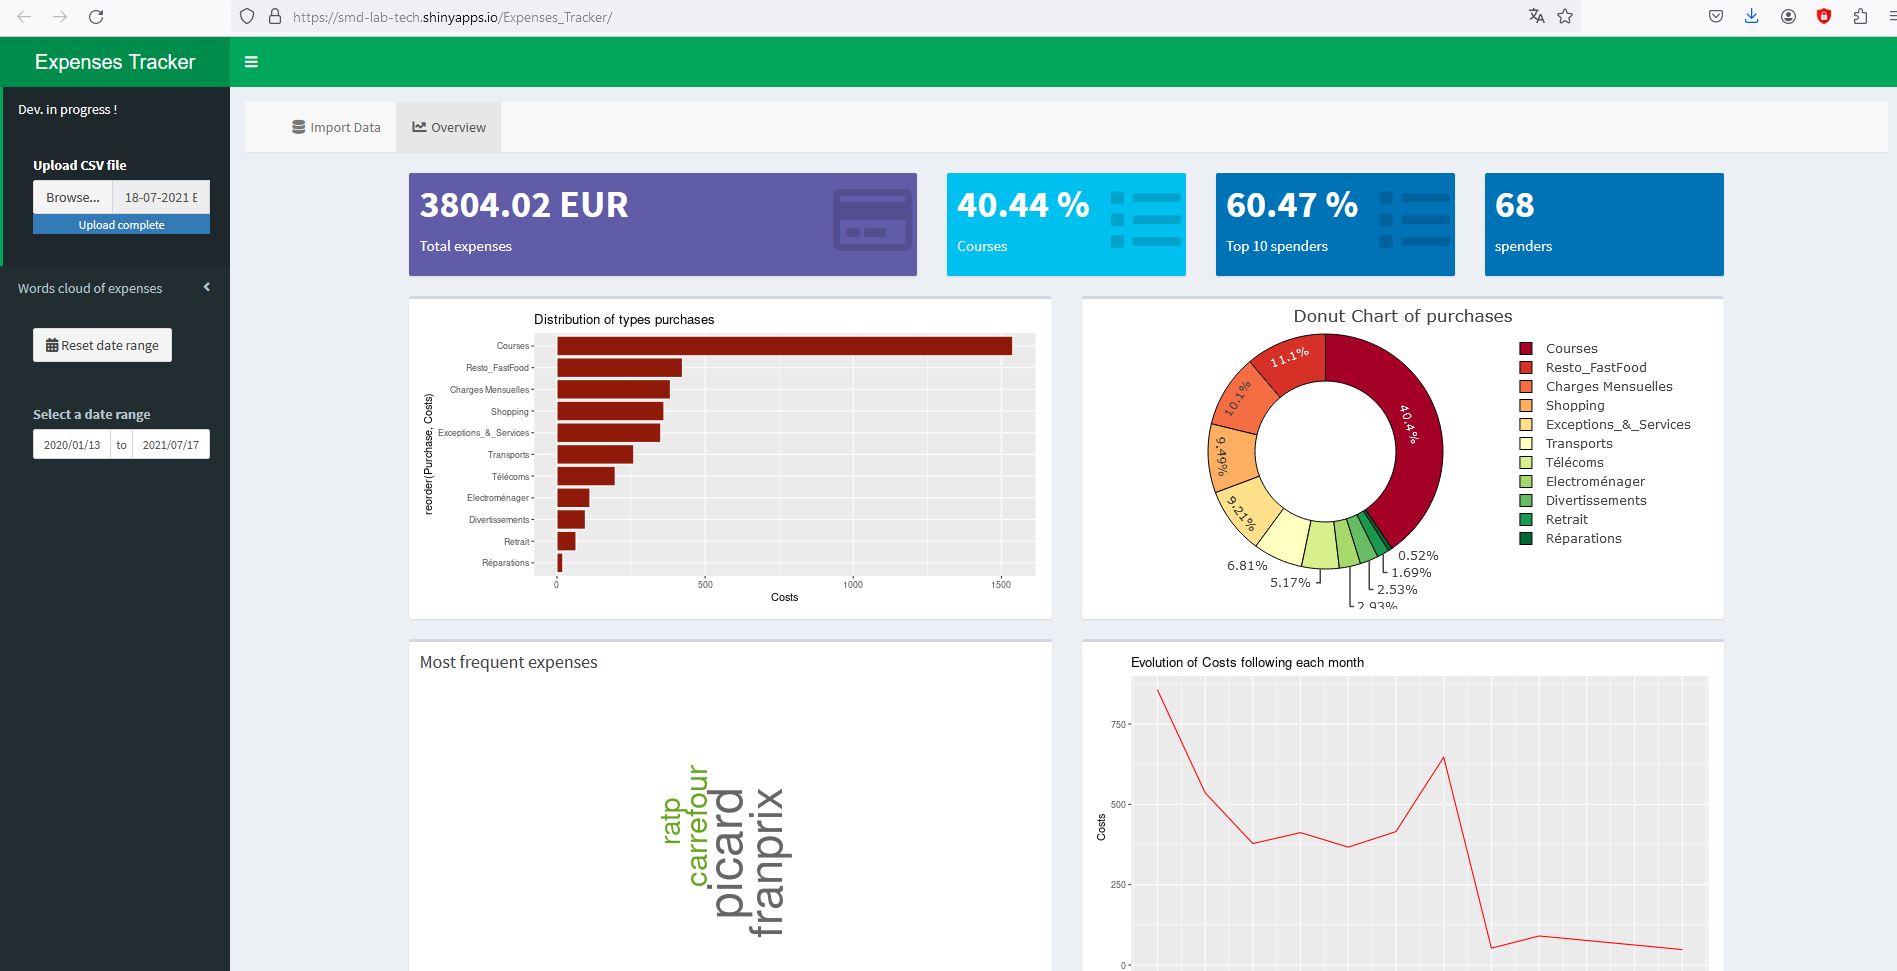 https://smd-lab-tech.shinyapps.io/Expenses_Tracker/
Expenses Tracker
Dev. in progress !
Upload CSV file
Browse...
18-07-2021 E
Upload complete
Words cloud of expenses
Reset date range
Select a date range
2020/01/13 to 2021/07/17
Import Data
Overview
3804.02 EUR
Total expenses
40.44 %
Courses
60.47 %
Top 10 spenders
68
spenders
Distribution of types purchases
reorder(Purchase, Costs)
Courses
Resto_FastFood
Charges Mensuelles
Shopping
Exceptions_&_Services
Transports
Télécoms
Electroménager
Divertissements
Retrait
Réparations
0
500
1000
1500
Costs
Donut Chart of purchases
11.1%
40.4%
10.1%
9.49%
9.21%
6.81%
5.17%
2.93%
2.53%
1.69%
0.52%
Courses
Resto_FastFood
Charges Mensuelles
Shopping
Exceptions_&_Services
Transports
Télécoms
Electroménager
Divertissements
Retrait
Réparations
Most frequent expenses
ratp
carrefour
picard
franprix
Evolution of Costs following each month
Costs
750
500
250
0